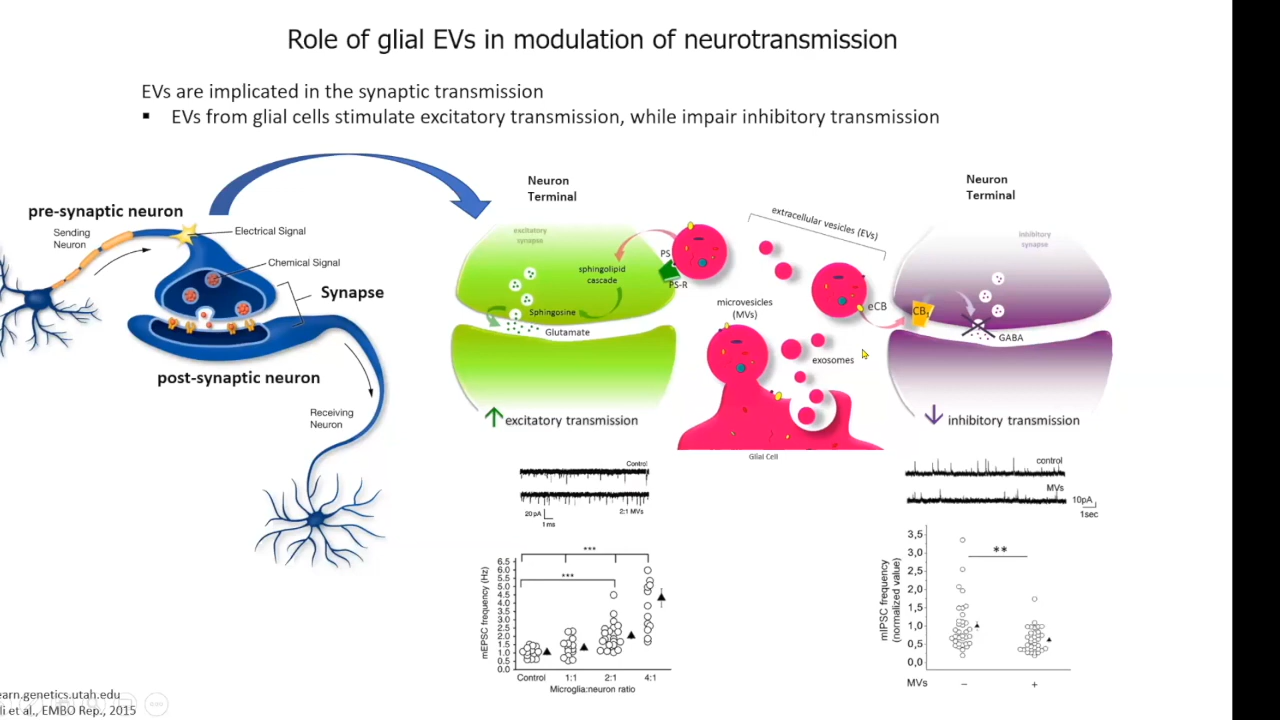 Role of glial EVs in modulation of neurotransmission
EVs are implicated in the synaptic transmission
▪ EVs from glial cells stimulate excitatory transmission, while impair inhibitory transmission
pre-synaptic neuron
Sending
Neuron
Electrical Signal
Chemical Signal
Synapse
post-synaptic neuron
Receiving
Neuron
Neuron
Terminal
excitatory
synapse
sphingolipid
cascade
PS
PS-R
Sphingosine
Glutamate
↑ excitatory transmission
extracellular vesicles (EVs)
microvesicles
(MVs)
exosomes
Glial Cell
eCB
Neuron
Terminal
inhibitory
synapse
CB1
GABA
↓ inhibitory transmission
Control
20 pA
1 ms
2:1 MVs
mEPSC frequency (Hz)
6.5
6.0
5.5
5.0
4.5
4.0
3.5
3.0
2.5
2.0
1.5
1.0
0.5
0.0
***
***
Control 1:1 2:1 4:1
Microglia:neuron ratio
control
MVs
10pA
1sec
mIPSC frequency
(normalized value)
3,5
3,0
2,5
2,0
1,5
1,0
0,5
0,0
**
MVs – +
earn.genetics.utah.edu
li et al., EMBO Rep., 2015